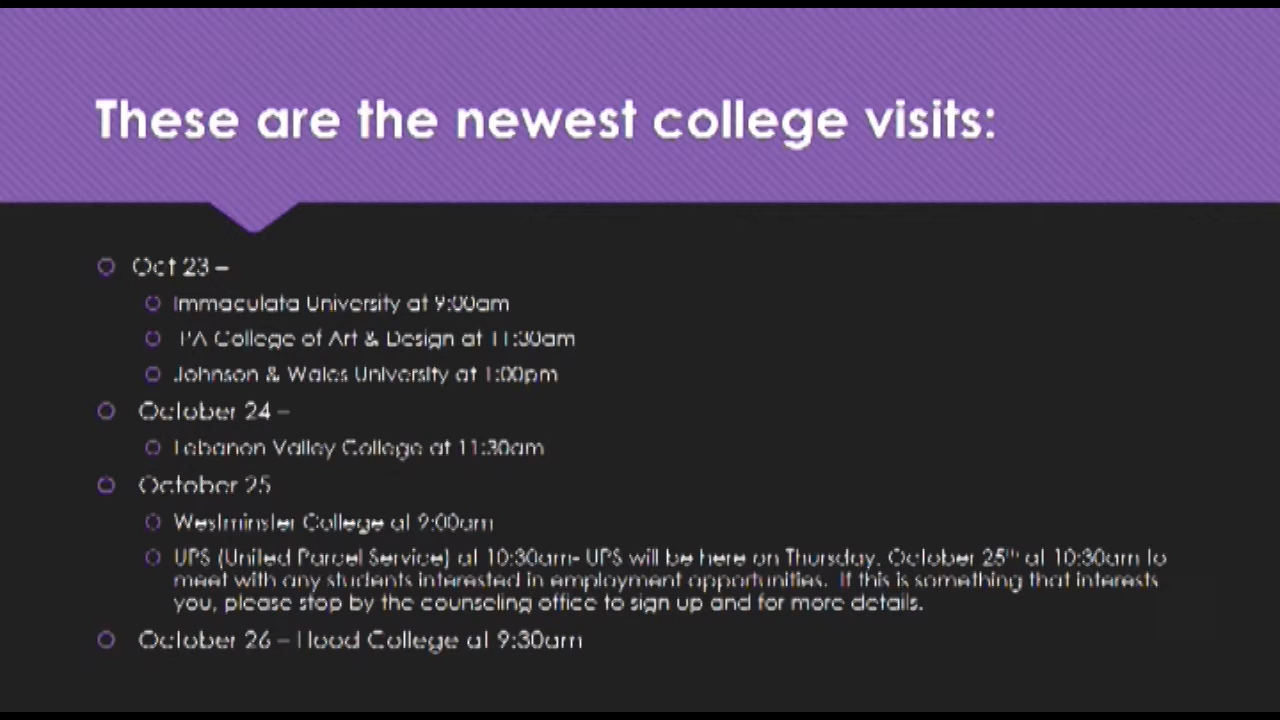 These are the newest college visits:
Oct 23 –
Immaculata University at 9:00am
PA College of Art & Design at 11:30am
Johnson & Wales University at 1:00pm
October 24 –
Lebanon Valley College at 11:30am
October 25
Westminster College at 9:00am
UPS (United Parcel Service) at 10:30am- UPS will be here on Thursday, October 25th at 10:30am to
meet with any students interested in employment opportunities. If this is something that interests
you, please stop by the counseling office to sign up and for more details.
October 26 – Hood College at 9:30am